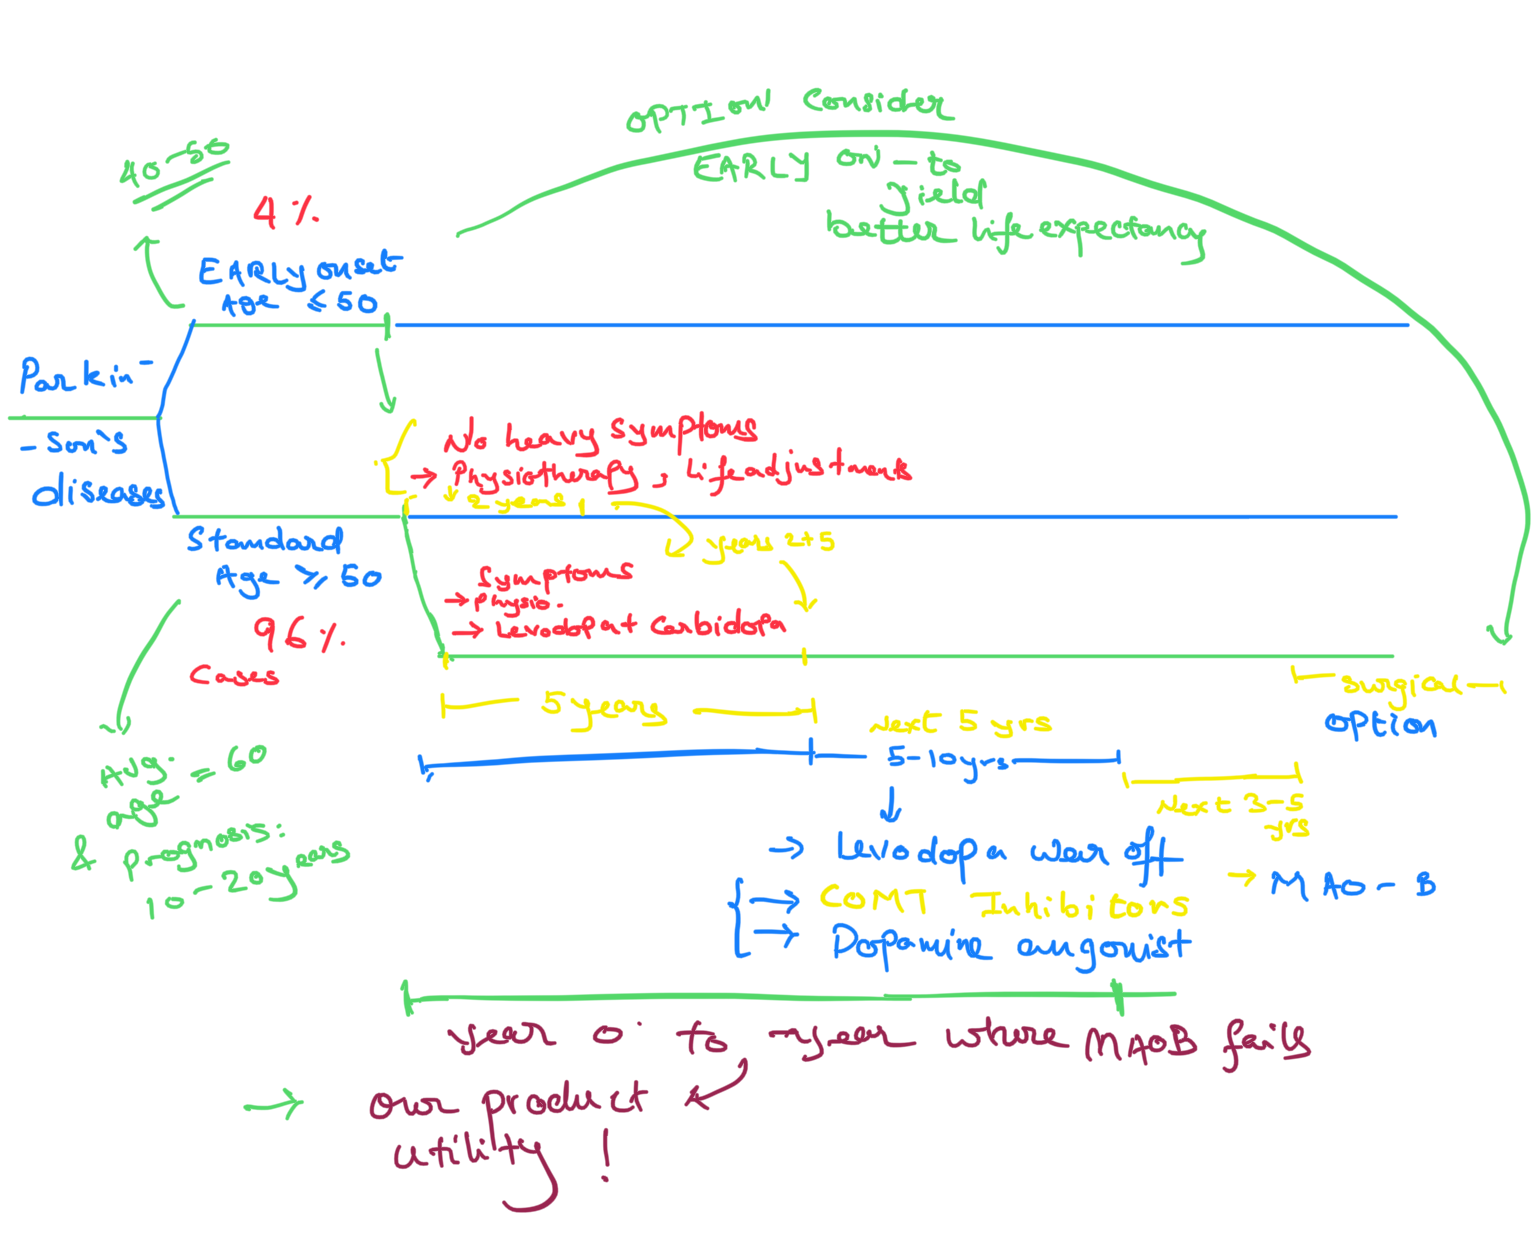 OPTION! Consider
EARLY on – to
yield
better life expectancy
40-50
4%
EARLY onset
Age ≤ 50
Parkin-
-son's
diseases
No heavy symptoms
→ Physiotherapy, Life adjustments
↓ 2 years
years 2+5
Standard
Age ≥ 50
96%
Cases
Symptoms
→ Physio.
→ Levodopa + Carbidopa
5 years
surgical
option
Next 5 yrs
5-10 yrs
Next 3-5
yrs
→ MAO-B
Avg. = 60
age
& prognosis:
10-20 years
→ Levodopa wear off
→ COMT Inhibitors
→ Dopamine angonist
year 0 to year where MAOB fails
→ our product
utility!